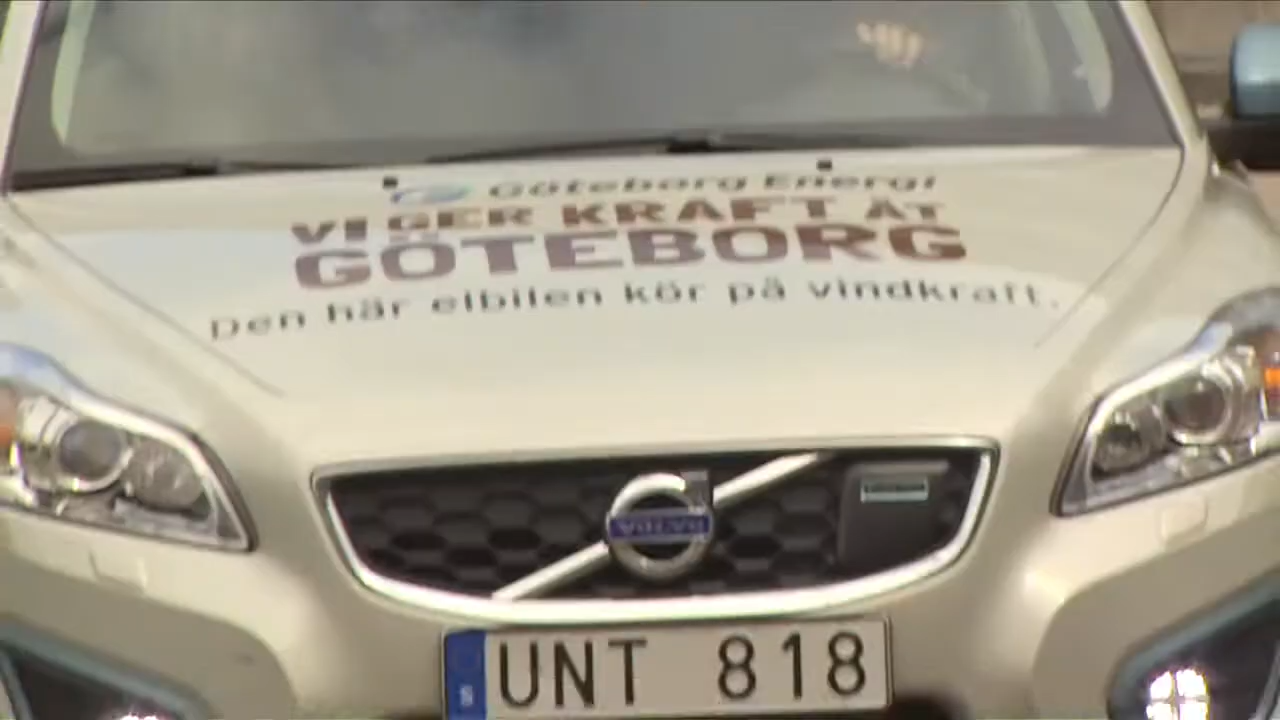 Göteborg Energi
VI GER KRAFT ÅT
GÖTEBORG
Den här elbilen kör på vindkraft.
VOLVO
S
UNT 818